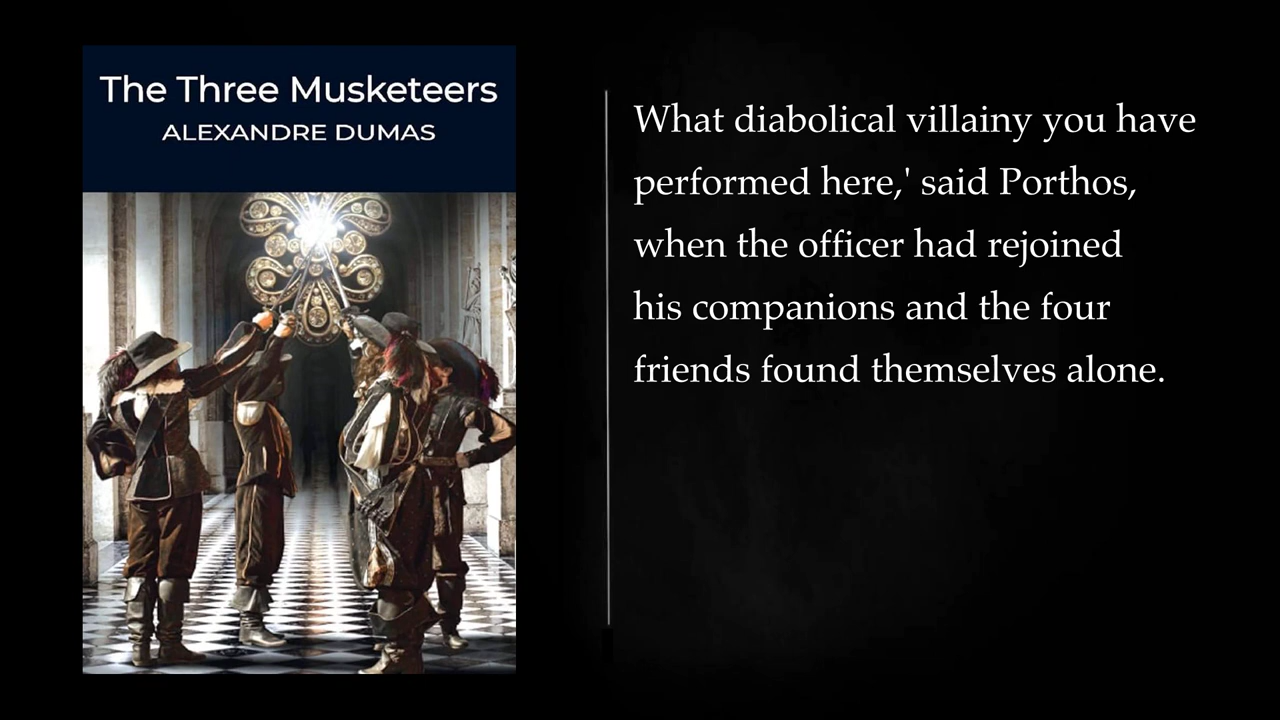 The Three Musketeers
ALEXANDRE DUMAS
What diabolical villainy you have
performed here,' said Porthos,
when the officer had rejoined
his companions and the four
friends found themselves alone.